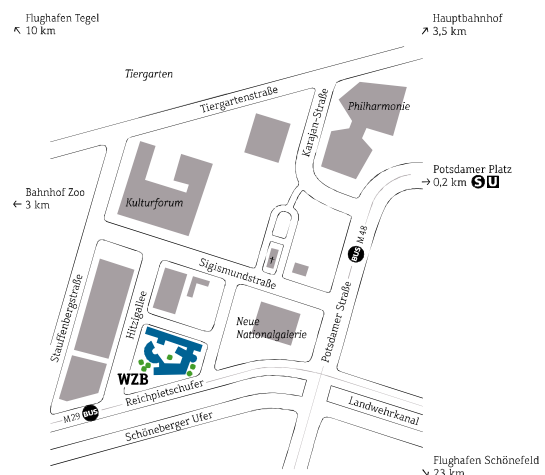 Flughafen Tegel
↖ 10 km
Hauptbahnhof
↗ 3,5 km
Tiergarten
Tiergartenstraße
Karajan-Straße
Philharmonie
Potsdamer Platz
→ 0,2 km S U
Bahnhof Zoo
← 3 km
Kulturforum
BUS M48
Sigismundstraße
Stauffenbergstraße
Hitzigallee
Potsdamer Straße
Neue
Nationalgalerie
WZB
Reichpietschufer
M29 BUS
Landwehrkanal
Schöneberger Ufer
Flughafen Schönefeld
↘ 23 km